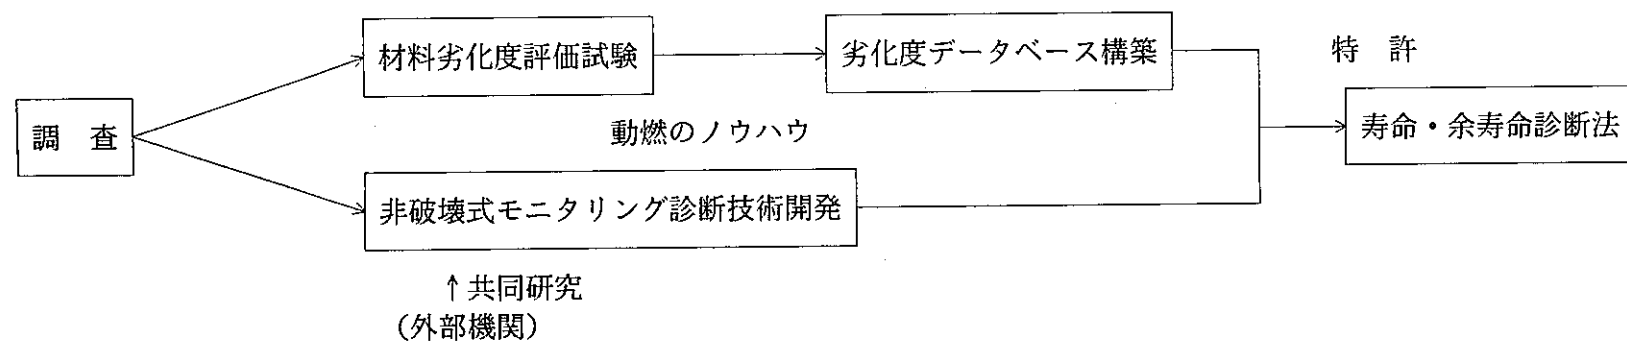 調　査
材料劣化度評価試験
劣化度データベース構築
特　許
寿命・余寿命診断法
動燃のノウハウ
非破壊式モニタリング診断技術開発
↑共同研究
（外部機関）